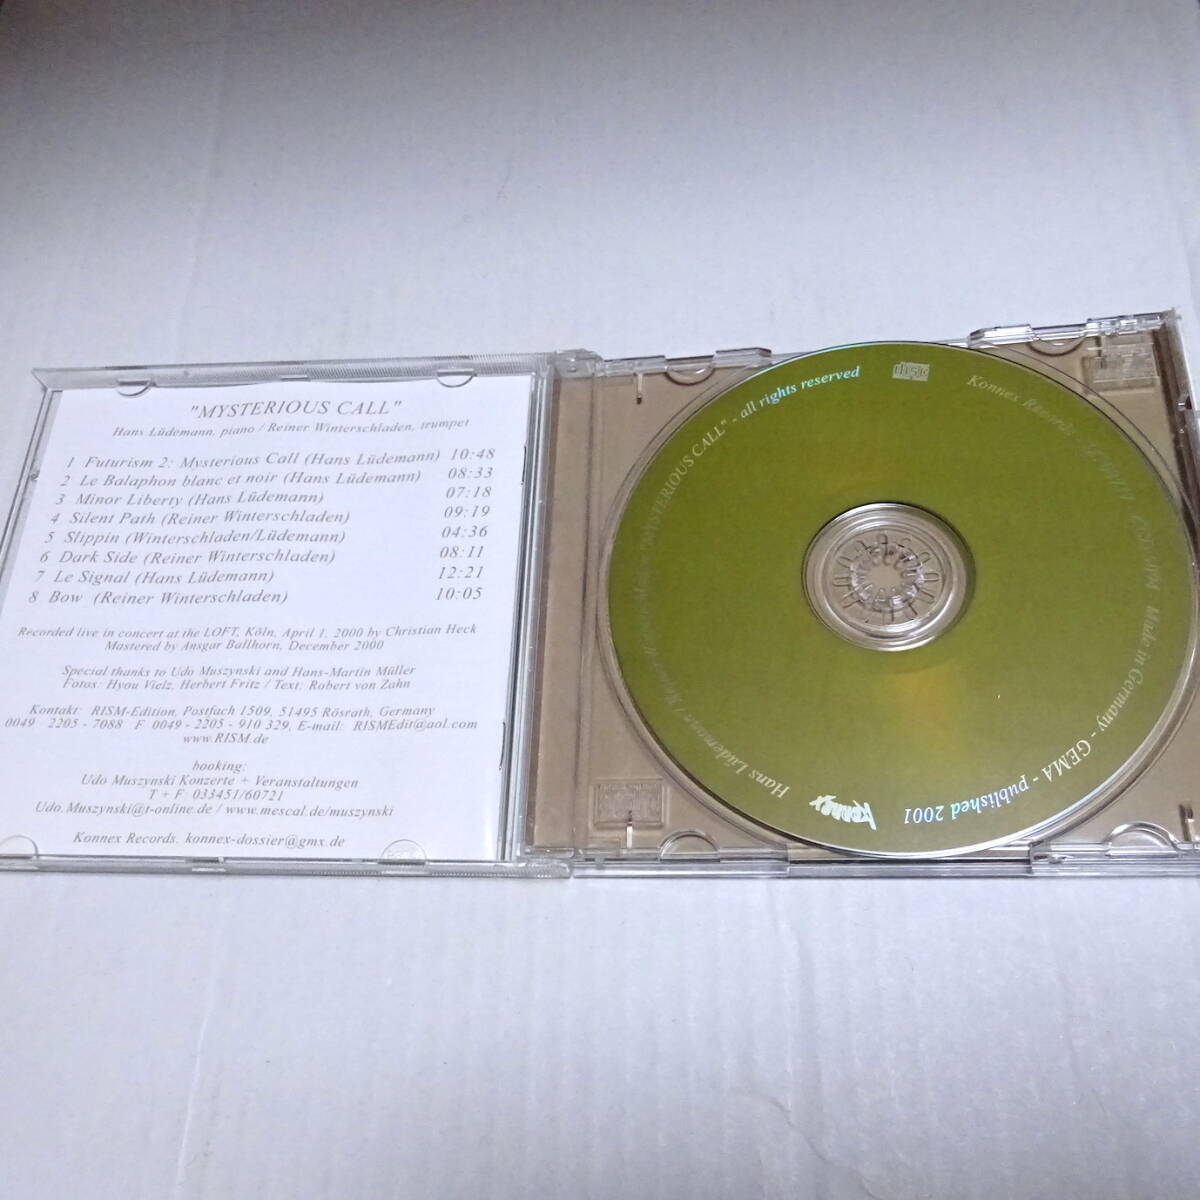 "MYSTERIOUS CALL"
Hans Lüdemann, piano / Reiner Winterschladen, trumpet
1 Futurism 2: Mysterious Call (Hans Lüdemann) 10:48
2 Le Balaphon blanc et noir (Hans Lüdemann) 08:33
3 Minor Liberty (Hans Lüdemann) 07:18
4 Silent Path (Reiner Winterschladen) 09:19
5 Slippin (Winterschladen/Lüdemann) 04:36
6 Dark Side (Reiner Winterschladen) 08:11
7 Le Signal (Hans Lüdemann) 12:21
8 Bow (Reiner Winterschladen) 10:05
Recorded live in concert at the LOFT, Köln, April 1, 2000 by Christian Heck
Mastered by Ansgar Ballhorn, December 2000
Special thanks to Udo Muszynski and Hans-Martin Müller
Fotos: Hyou Vielz, Herbert Fritz / Text: Robert von Zahn
Kontakt: RISM-Edition, Postfach 1509, 51495 Rösrath, Germany
0049 2205 - 7088 F 0049 - 2205 - 910 329, E-mail: RISMEdit@aol.com
www.RISM.de
booking:
Udo Muszynski Konzerte + Veranstaltungen
T + F: 033451/60721
Udo.Muszynski@t-online.de / www.mescal.de/muszynski
Konnex Records. konnex-dossier@gmx.de
Hans Lüdemann / "MYSTERIOUS CALL" - all rights reserved
disc
Konnex Records
Made in Germany - GEMA - published 2001
Konnex